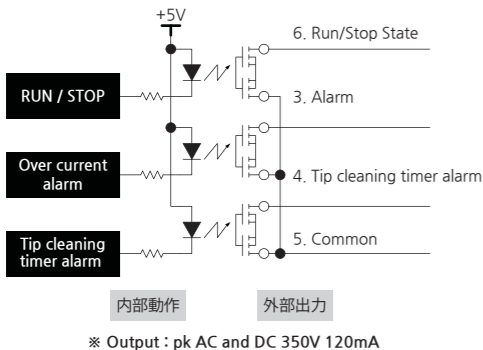 +5V
6. Run/Stop State
RUN / STOP
3. Alarm
Over current
alarm
4. Tip cleaning timer alarm
Tip cleaning
timer alarm
5. Common
内部動作
外部出力
※ Output : pk AC and DC 350V 120mA